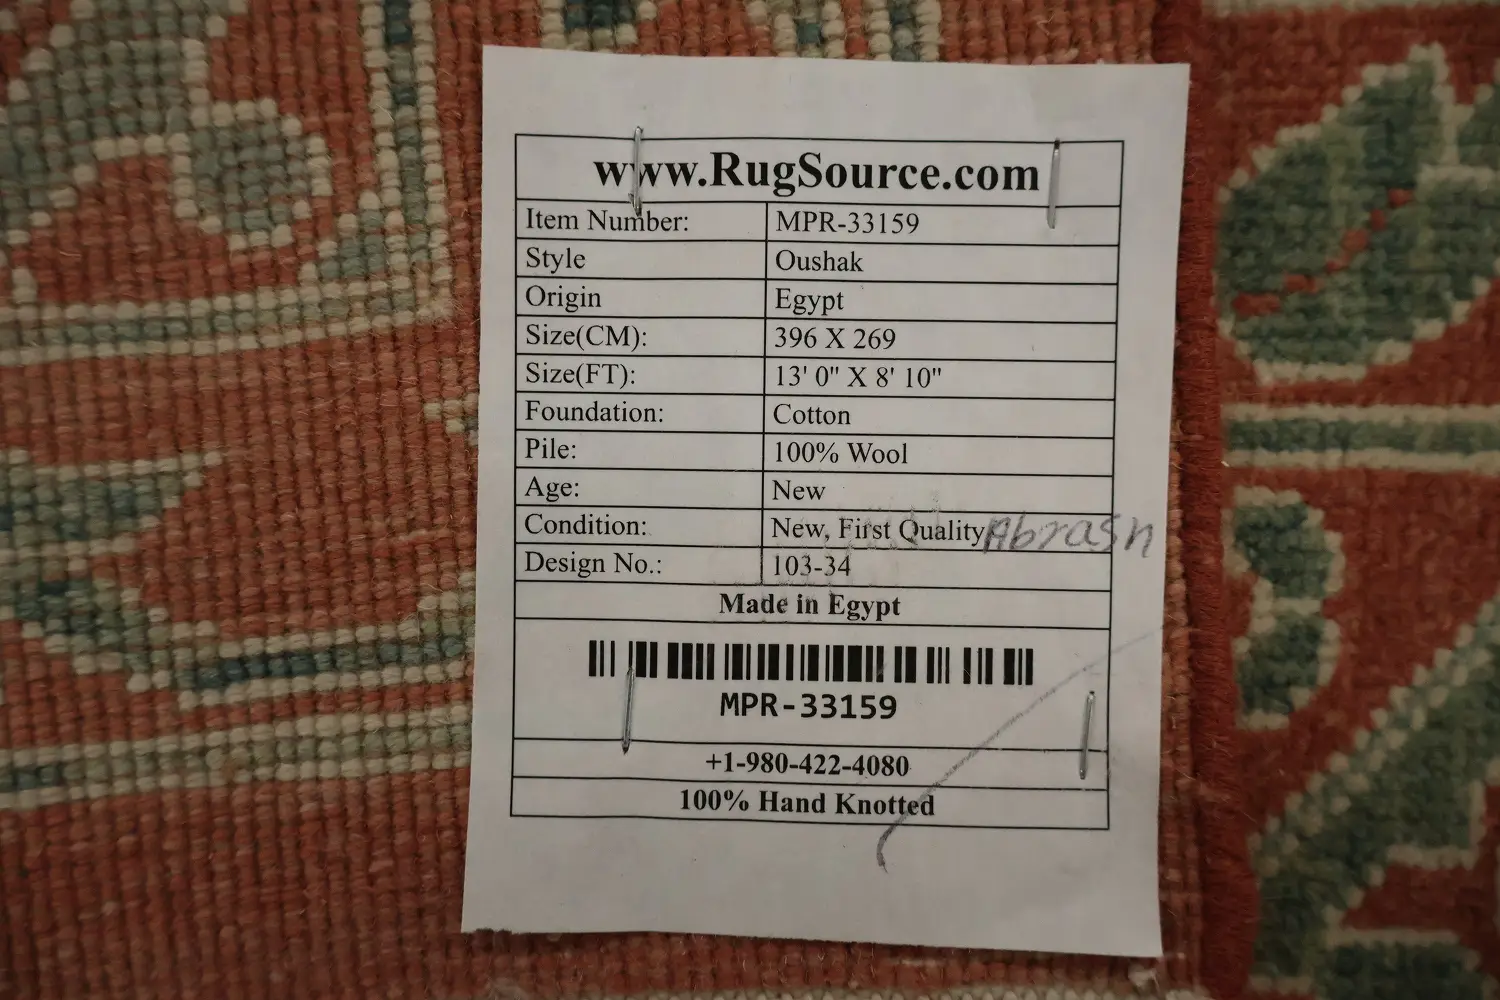 www.RugSource.com
Item Number: MPR-33159
Style Oushak
Origin Egypt
Size(CM): 396 X 269
Size(FT): 13' 0" X 8' 10"
Foundation: Cotton
Pile: 100% Wool
Age: New
Condition: New, First Quality Abrash
Design No.: 103-34
Made in Egypt
MPR-33159
+1-980-422-4080
100% Hand Knotted